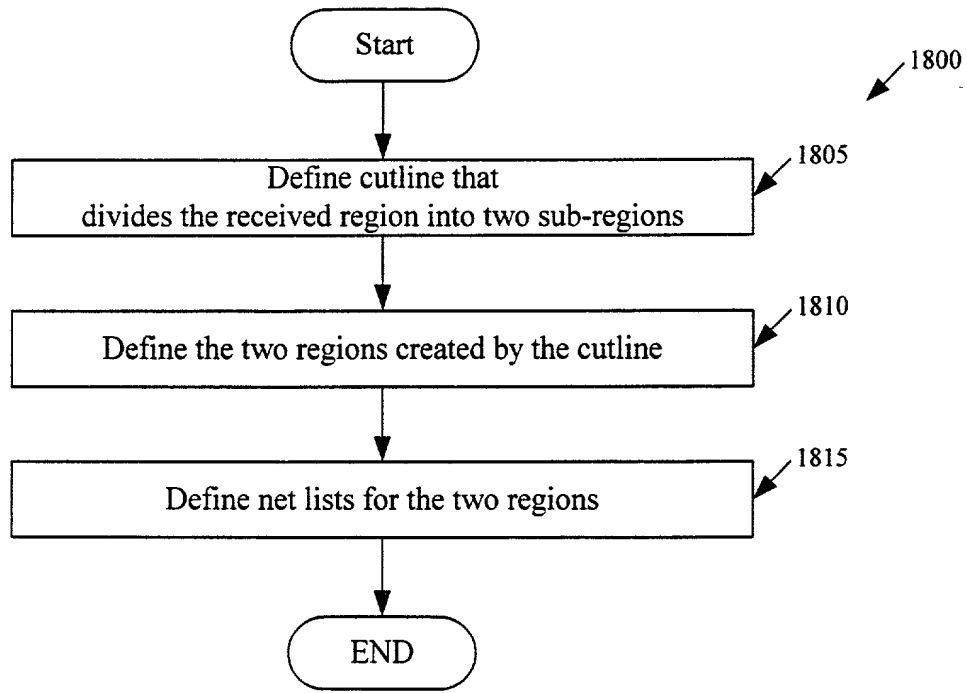 Start
1800
1805
Define cutline that
divides the received region into two sub-regions
1810
Define the two regions created by the cutline
1815
Define net lists for the two regions
END